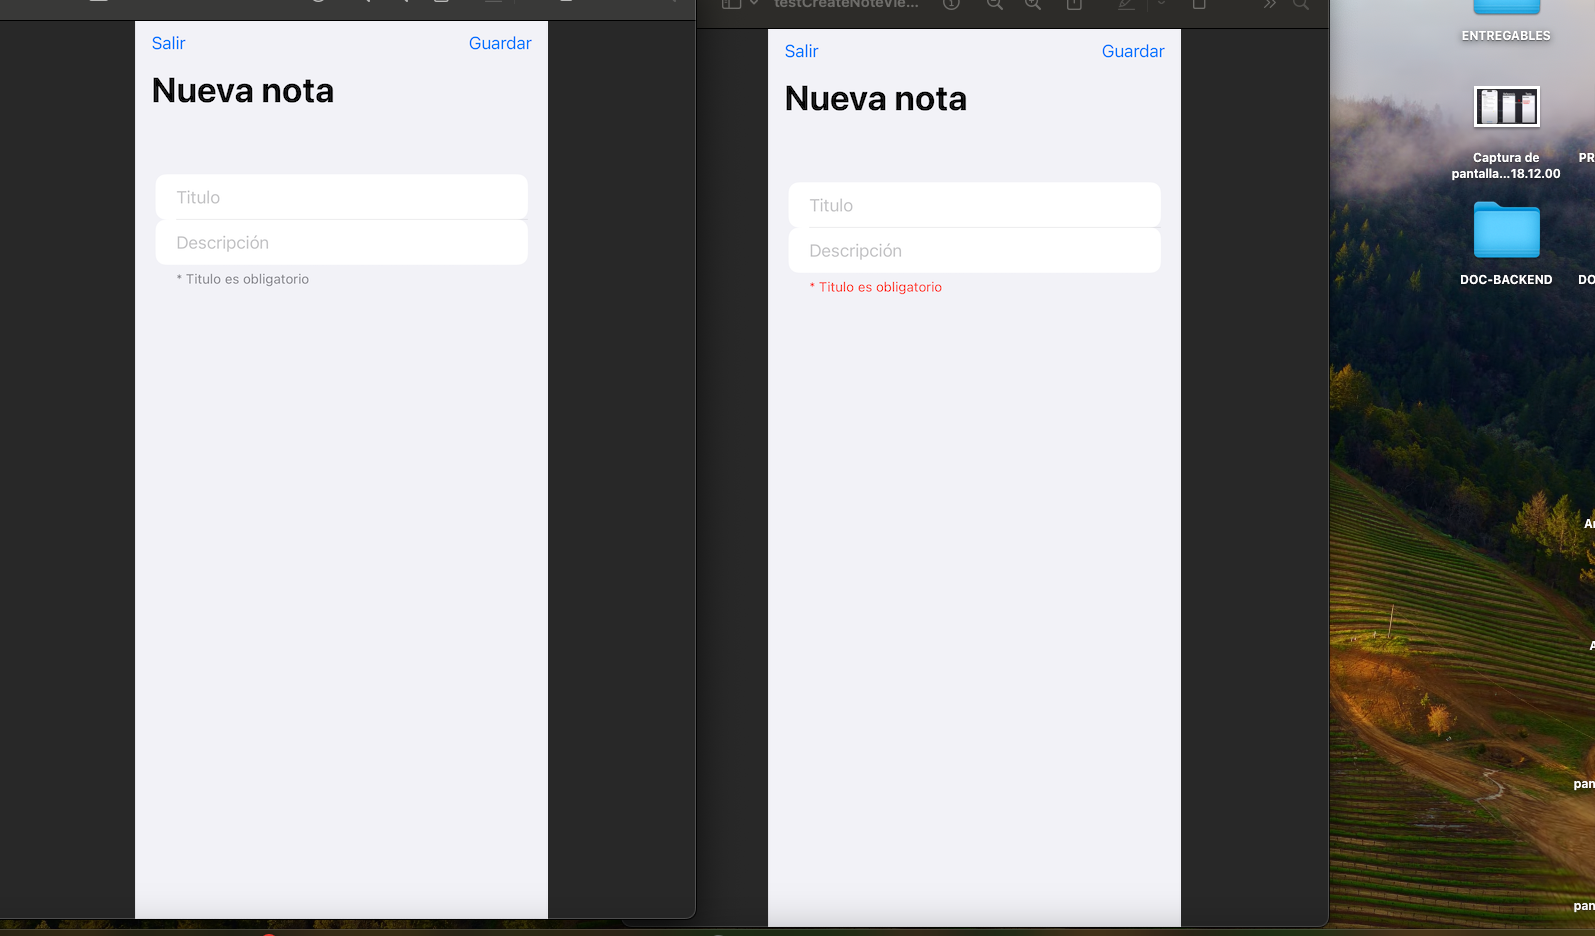 testCreateNoteVie...
Salir
Guardar
Nueva nota
Titulo
Descripción
* Titulo es obligatorio
Salir
Guardar
Nueva nota
Titulo
Descripción
* Titulo es obligatorio
ENTREGABLES
Captura de
pantalla...18.12.00
PR
DOC-BACKEND
DO
pan
pan